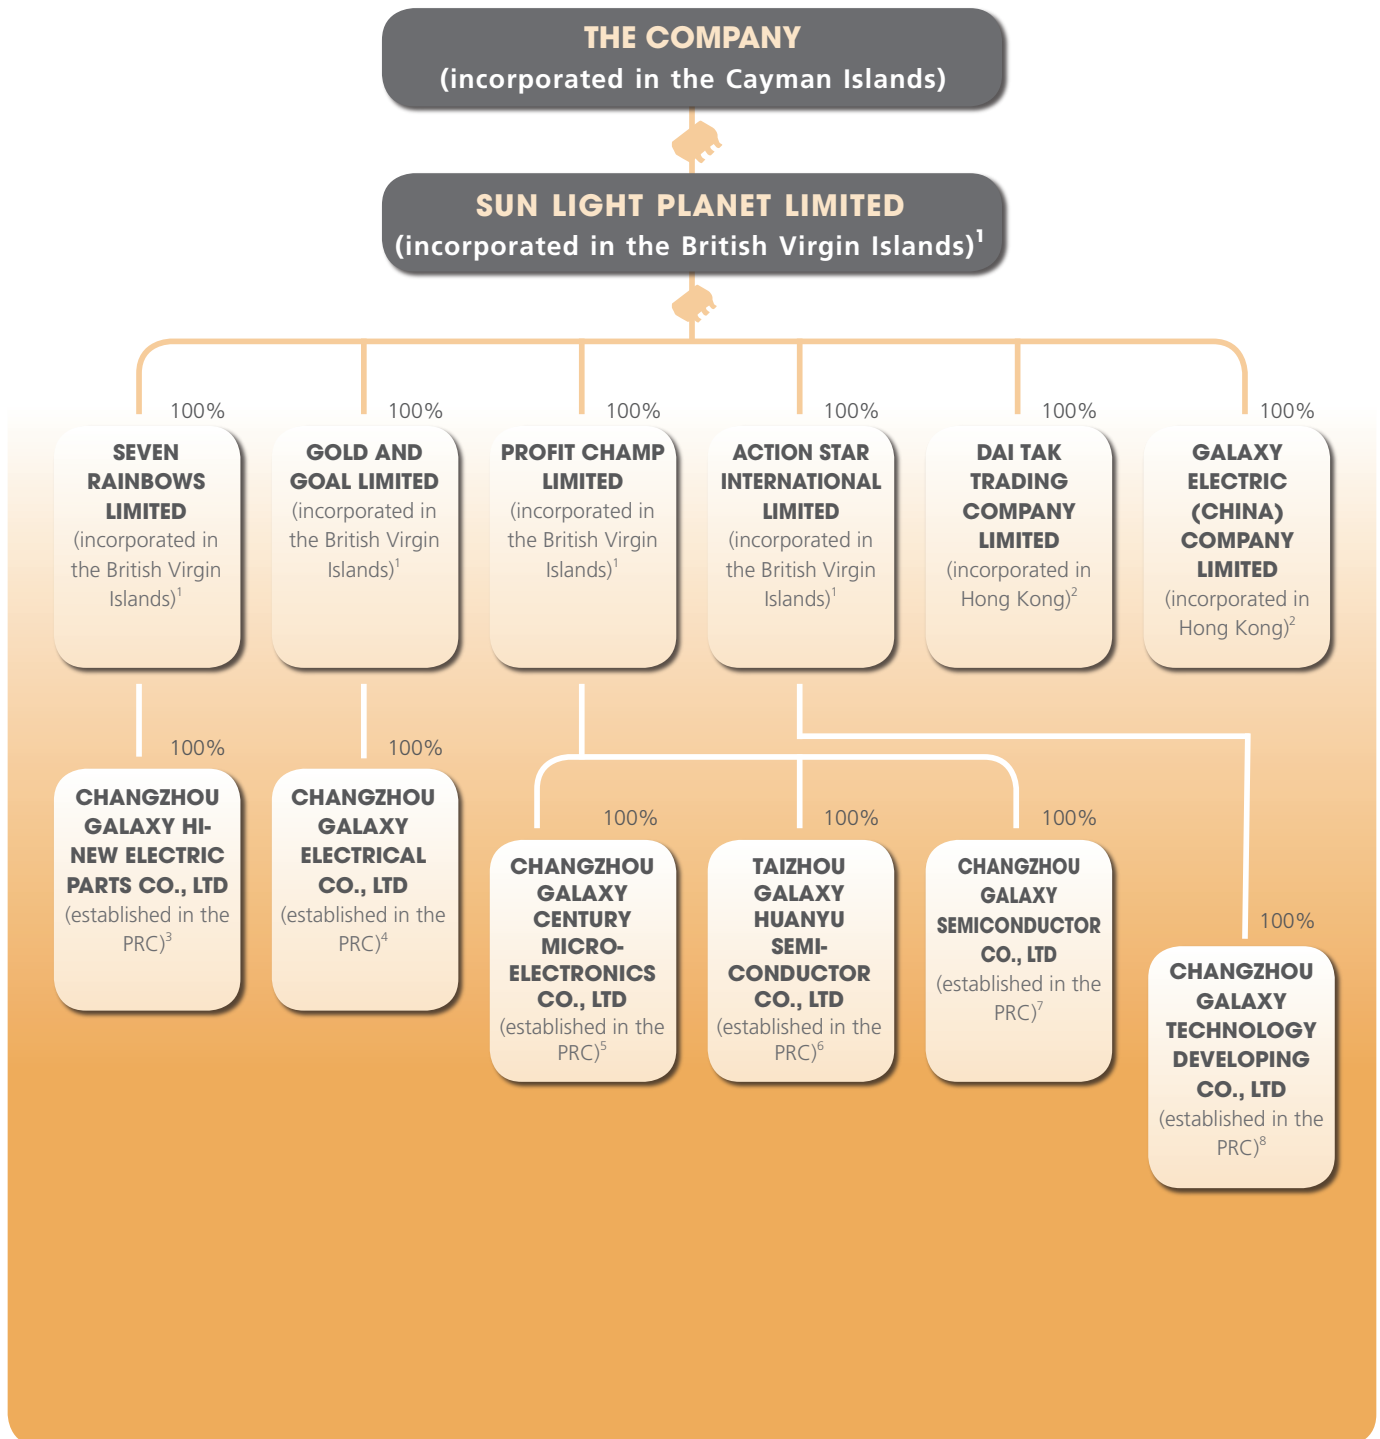 THE COMPANY
(incorporated in the Cayman Islands)
SUN LIGHT PLANET LIMITED
(incorporated in the British Virgin Islands)¹
100%
SEVEN
RAINBOWS
LIMITED
(incorporated in
the British Virgin
Islands)¹
100%
GOLD AND
GOAL LIMITED
(incorporated in
the British Virgin
Islands)¹
100%
PROFIT CHAMP
LIMITED
(incorporated in
the British Virgin
Islands)¹
100%
ACTION STAR
INTERNATIONAL
LIMITED
(incorporated in
the British Virgin
Islands)¹
100%
DAI TAK
TRADING
COMPANY
LIMITED
(incorporated in
Hong Kong)²
100%
GALAXY
ELECTRIC
(CHINA)
COMPANY
LIMITED
(incorporated in
Hong Kong)²
100%
CHANGZHOU
GALAXY HI-
NEW ELECTRIC
PARTS CO., LTD
(established in the
PRC)³
100%
CHANGZHOU
GALAXY
ELECTRICAL
CO., LTD
(established in the
PRC)⁴
100%
CHANGZHOU
GALAXY
CENTURY
MICRO-
ELECTRONICS
CO., LTD
(established in the
PRC)⁵
100%
TAIZHOU
GALAXY
HUANYU
SEMI-
CONDUCTOR
CO., LTD
(established in the
PRC)⁶
100%
CHANGZHOU
GALAXY
SEMICONDUCTOR
CO., LTD
(established in the
PRC)⁷
100%
CHANGZHOU
GALAXY
TECHNOLOGY
DEVELOPING
CO., LTD
(established in the
PRC)⁸